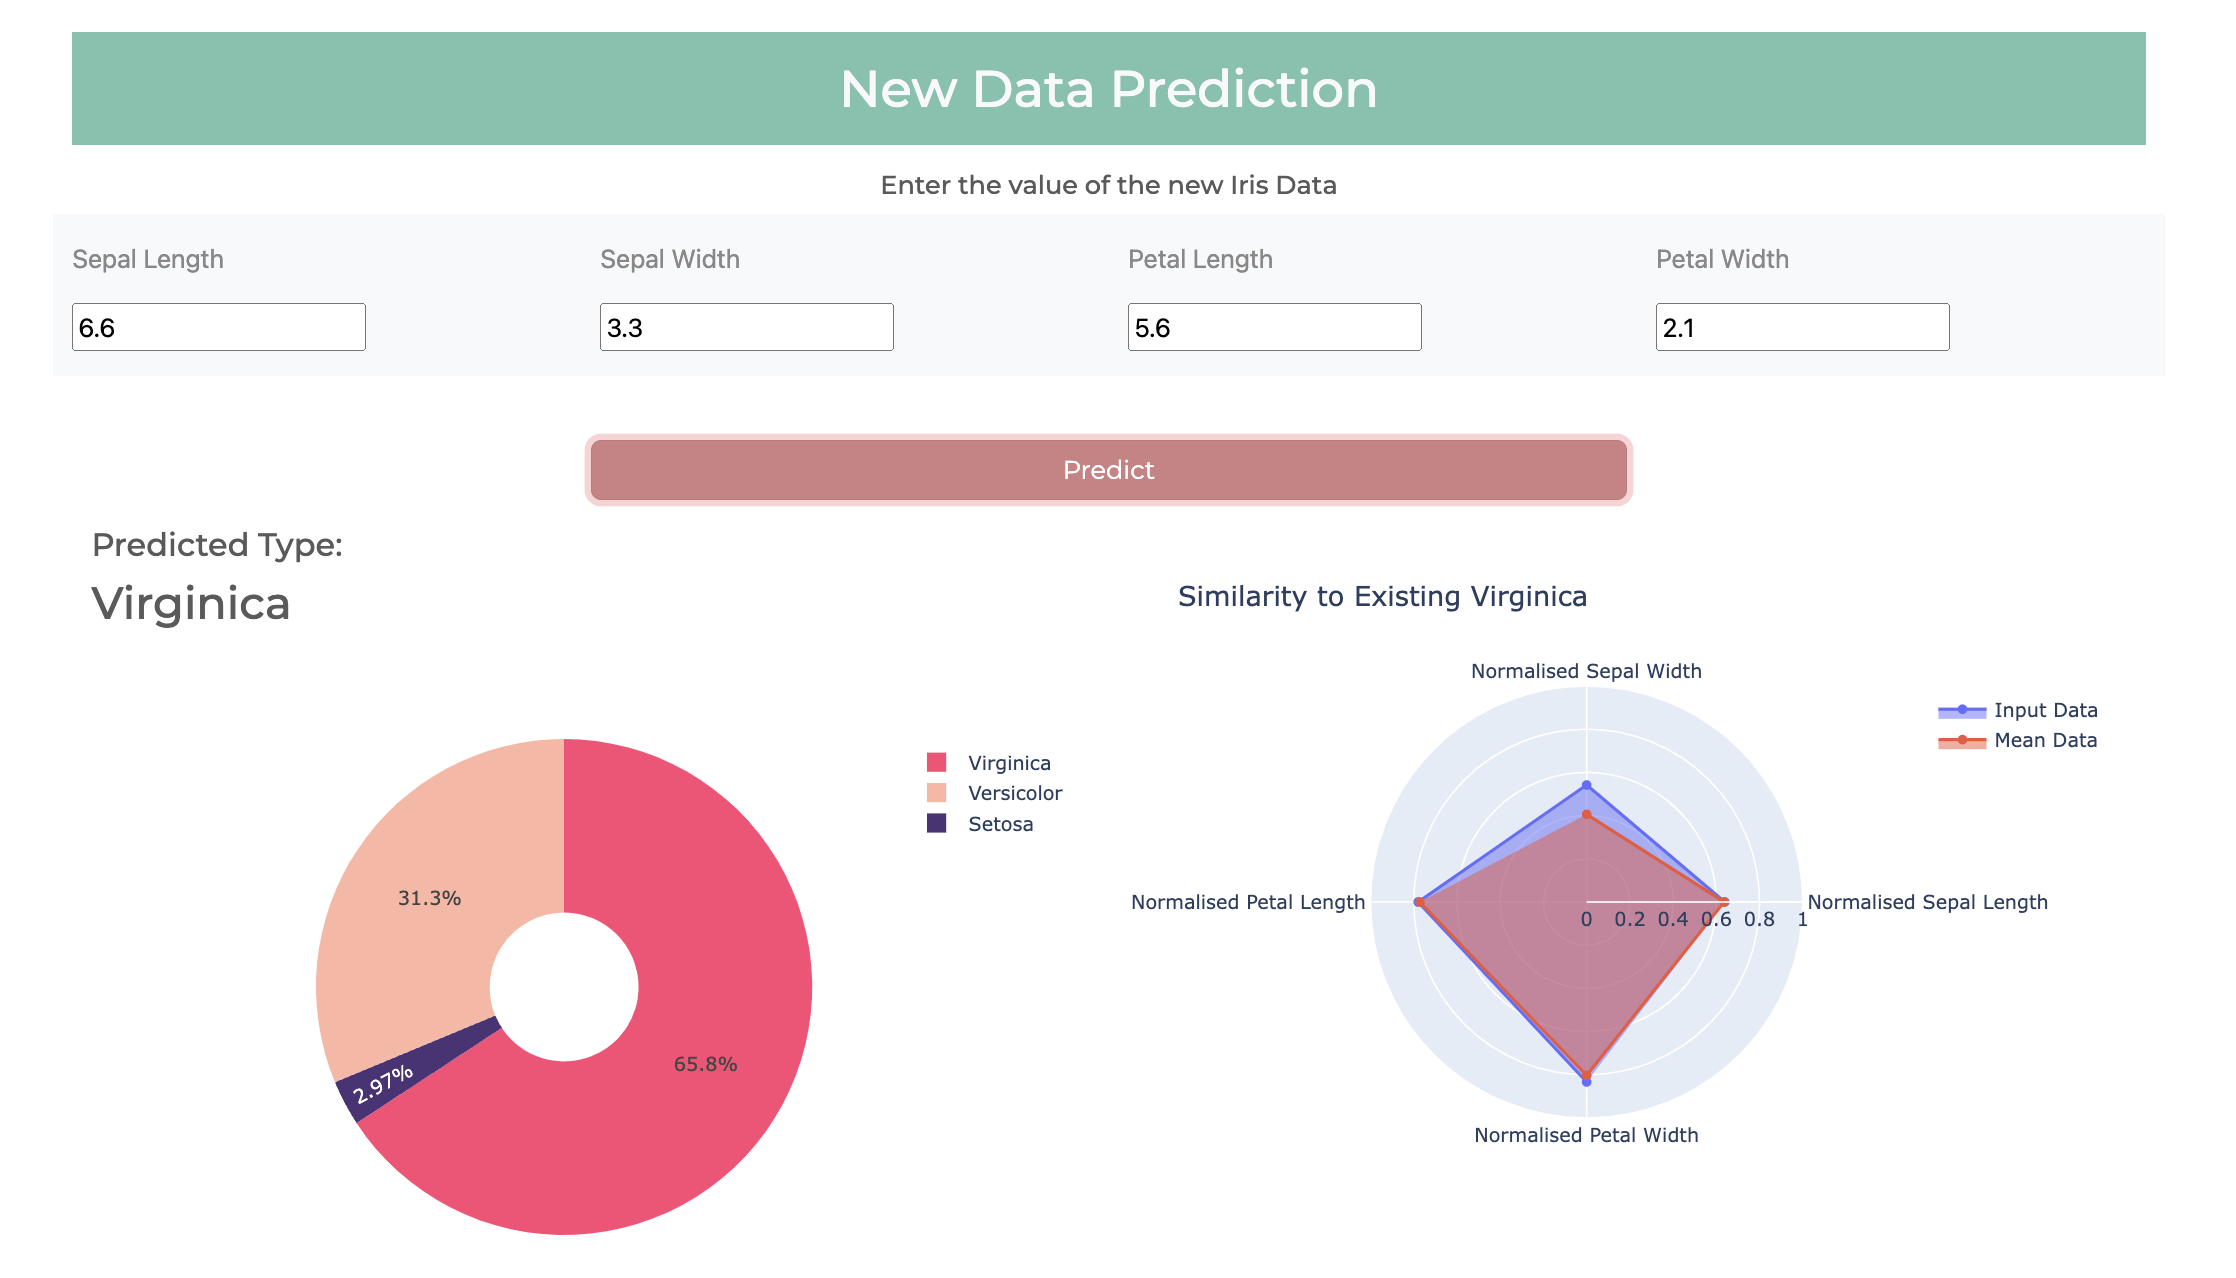 New Data Prediction
Enter the value of the new Iris Data
Sepal Length
Sepal Width
Petal Length
Petal Width
6.6
3.3
5.6
2.1
Predict
Predicted Type:
Virginica
Virginica
Versicolor
Setosa
31.3%
65.8%
2.97%
Similarity to Existing Virginica
Normalised Sepal Width
Input Data
Mean Data
Normalised Petal Length
Normalised Sepal Length
0 0.2 0.4 0.6 0.8 1
Normalised Petal Width